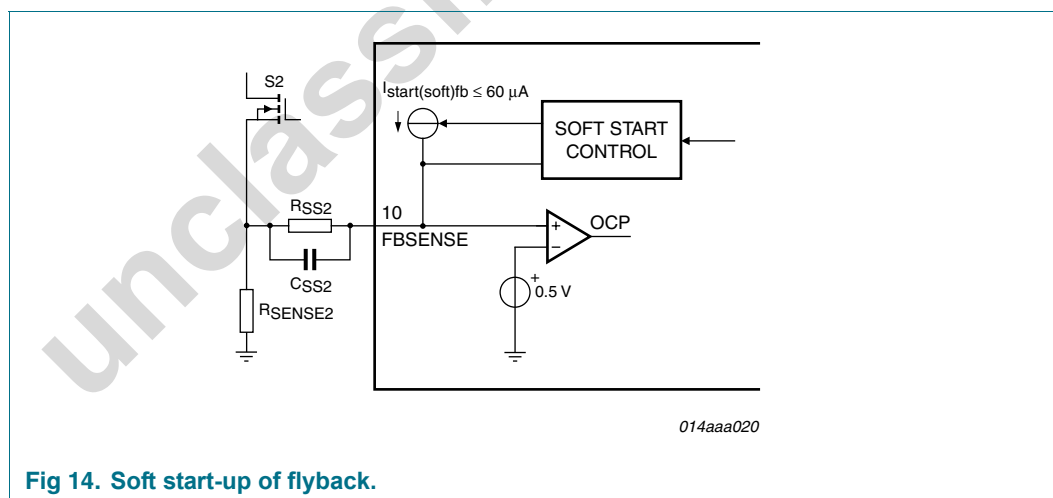 S2
Istart(soft)fb ≤ 60 μA
SOFT START
CONTROL
RSS2
10
FBSENSE
CSS2
OCP
+
−
+
0.5 V
RSENSE2
014aaa020
Fig 14. Soft start-up of flyback.
unclass